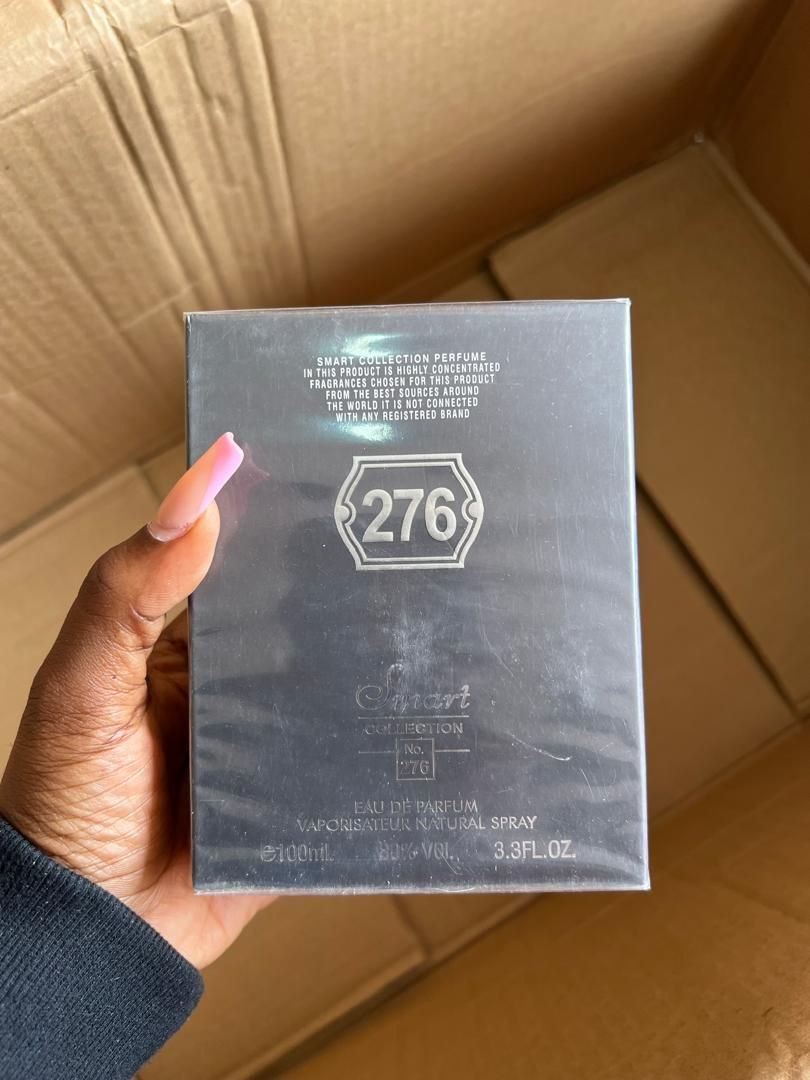 SMART COLLECTION PERFUME
IN THIS PRODUCT IS HIGHLY CONCENTRATED
FRAGRANCES CHOSEN FOR THIS PRODUCT
FROM THE BEST SOURCES AROUND
THE WORLD IT IS NOT CONNECTED
WITH ANY REGISTERED BRAND
276
Smart
COLLECTION
No.
276
EAU DE PARFUM
VAPORISATEUR NATURAL SPRAY
℮100ml. 80% VOL. 3.3FL.OZ.